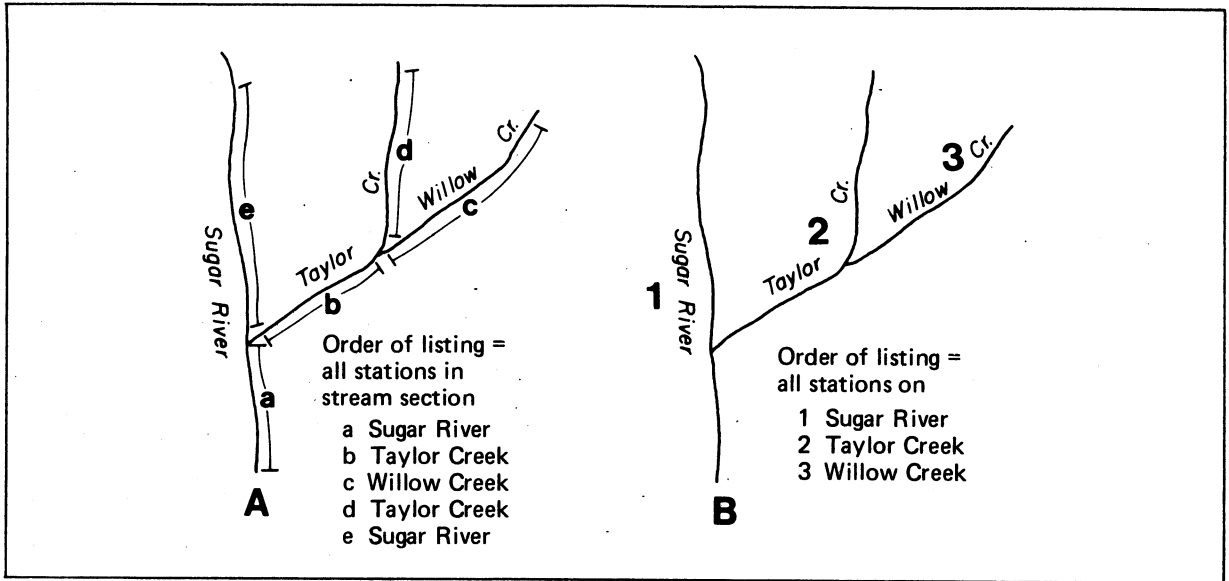 d
Cr.
Cr.
Willow
c
e
Taylor
b
Sugar River
Order of listing =
all stations in
stream section
a
a Sugar River
b Taylor Creek
c Willow Creek
d Taylor Creek
e Sugar River
A
3 Cr.
Cr.
Willow
2
Taylor
1 Sugar River
Order of listing =
all stations on
1 Sugar River
2 Taylor Creek
3 Willow Creek
B